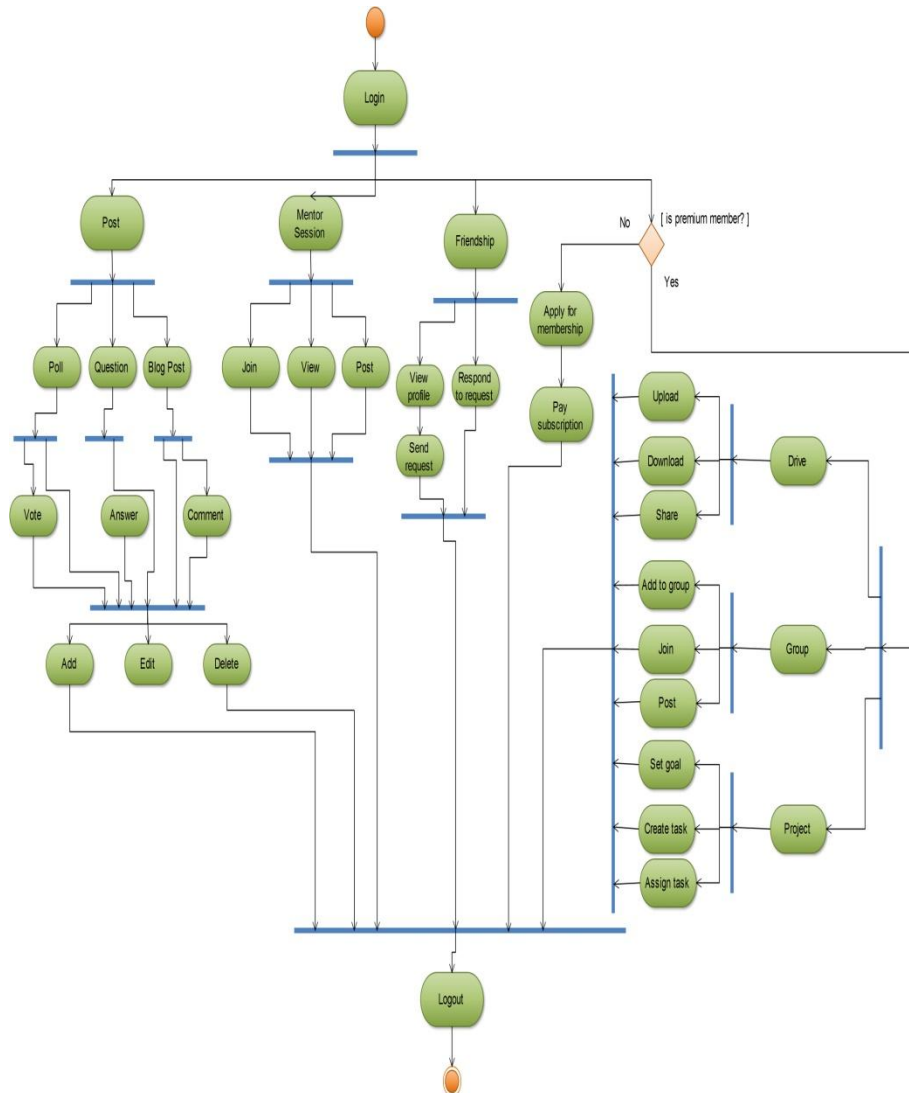 Login
Post
Mentor
Session
Friendship
No
[ is premium member? ]
Yes
Apply for
membership
Poll
Question
Blog Post
Join
View
Post
View
profile
Respond
to request
Pay
subscription
Send
request
Upload
Download
Share
Drive
Vote
Answer
Comment
Add to group
Join
Post
Group
Add
Edit
Delete
Set goal
Create task
Assign task
Project
Logout